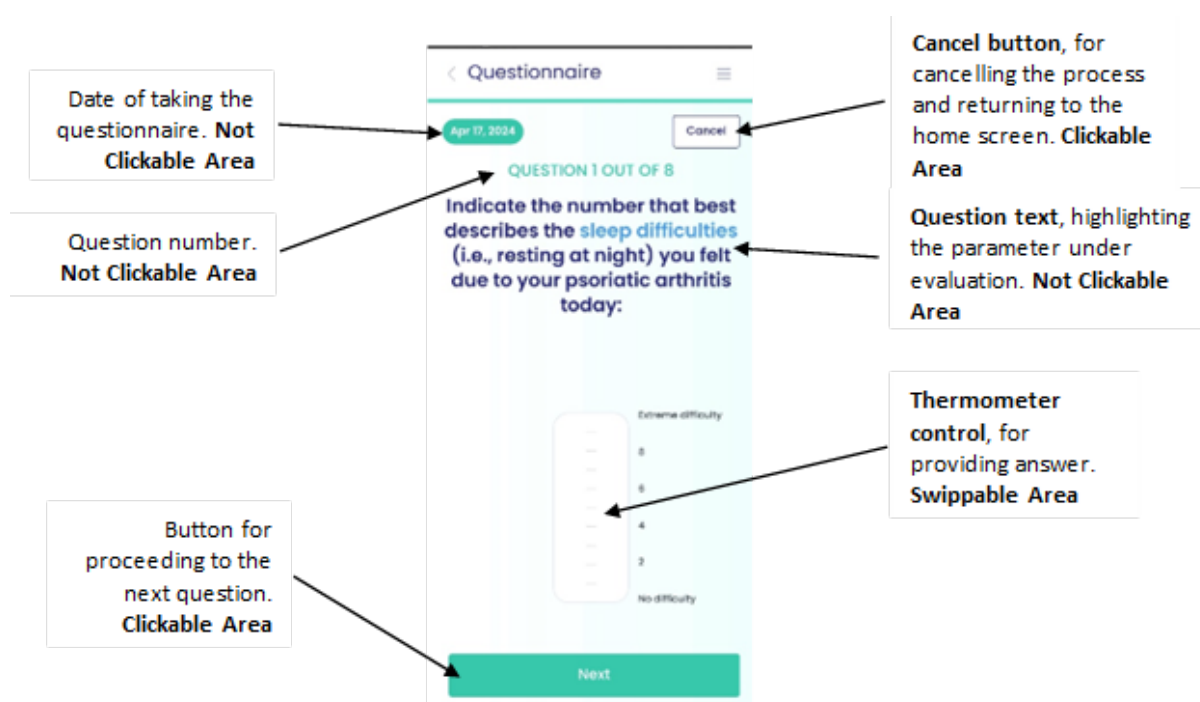 Date of taking the
questionnaire. Not
Clickable Area
Question number.
Not Clickable Area
Button for
proceeding to the
next question.
Clickable Area
Questionnaire
Apr 17, 2024
Cancel
QUESTION 1 OUT OF 8
Indicate the number that best
describes the sleep difficulties
(i.e., resting at night) you felt
due to your psoriatic arthritis
today:
Extreme difficulty
8
6
4
2
No difficulty
Next
Cancel button, for
cancelling the process
and returning to the
home screen. Clickable
Area
Question text, highlighting
the parameter under
evaluation. Not Clickable
Area
Thermometer
control, for
providing answer.
Swippable Area